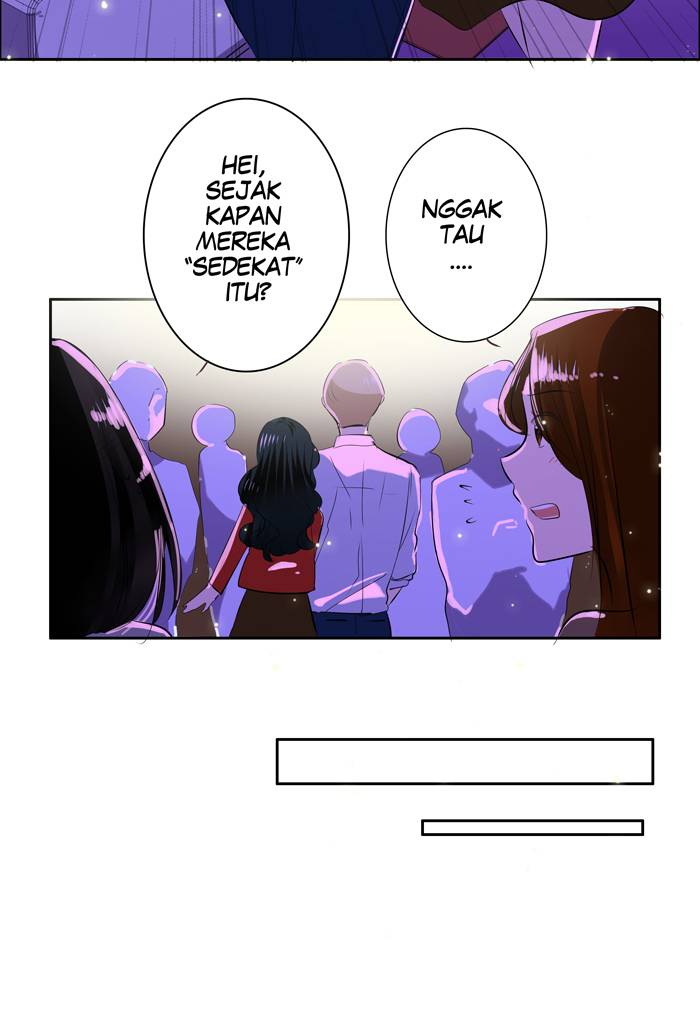 HEI,
SEJAK
KAPAN
MEREKA
"SEDEKAT"
ITU?
NGGAK
TAU
....